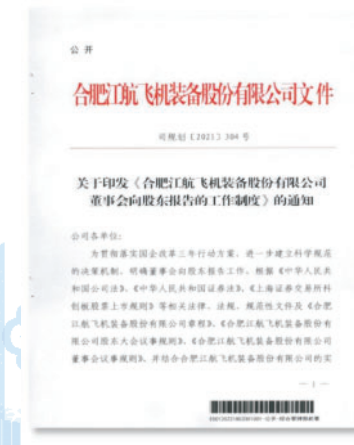 公 开
合肥江航飞机装备股份有限公司文件
司规划〔2021〕304 号
关于印发《合肥江航飞机装备股份有限公司
董事会向股东报告的工作制度》的通知
公司各单位：
为贯彻落实国企改革三年行动方案，进一步建立科学规范
的决策机制，明确董事会向股东报告工作，根据《中华人民共
和国公司法》、《中华人民共和国证券法》、《上海证券交易所科
创板股票上市规则》等相关法律、法规、规范性文件及《合肥
江航飞机装备股份有限公司章程》、《合肥江航飞机装备股份有
限公司股东大会议事规则》、《合肥江航飞机装备股份有限公司
董事会议事规则》，并结合合肥江航飞机装备股份有限公司的实
— 1 —